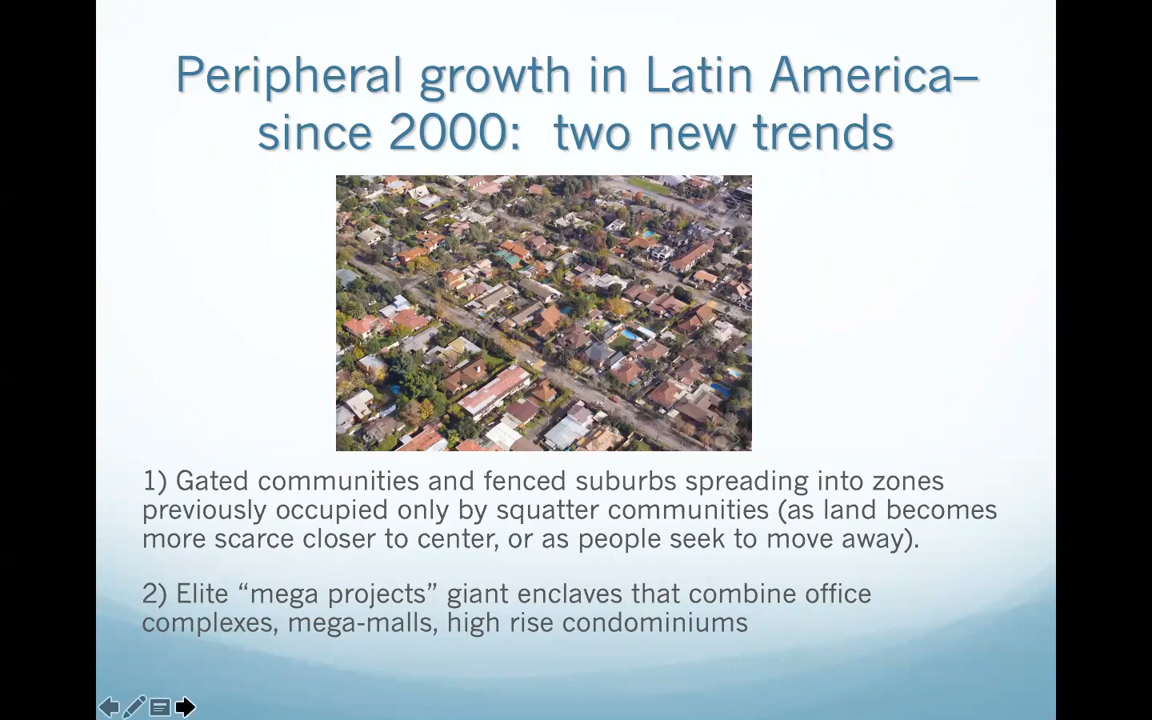 Peripheral growth in Latin America–
since 2000:  two new trends
1) Gated communities and fenced suburbs spreading into zones
previously occupied only by squatter communities (as land becomes
more scarce closer to center, or as people seek to move away).
2) Elite “mega projects” giant enclaves that combine office
complexes, mega-malls, high rise condominiums